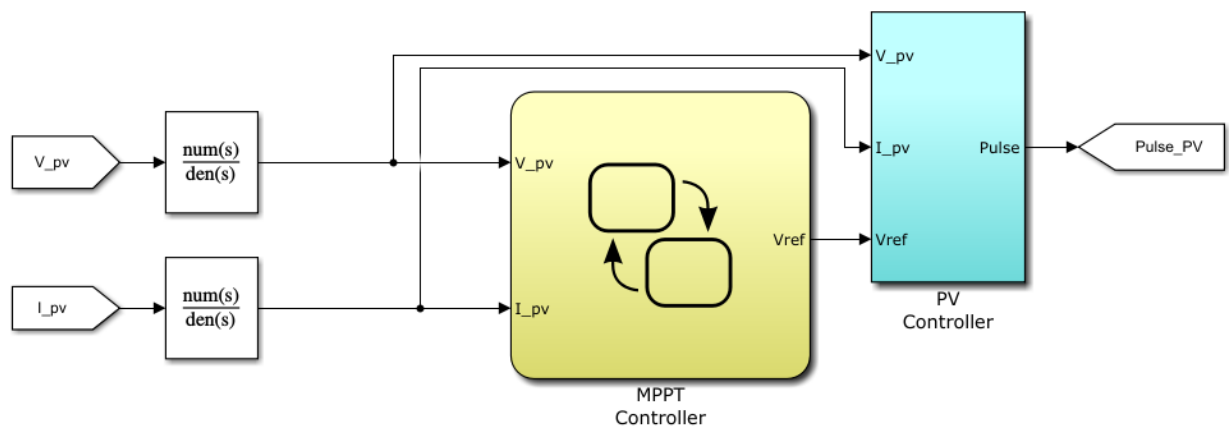 V_pv
num(s)
den(s)
V_pv
V_pv
I_pv
Pulse
Pulse_PV
Vref
Vref
I_pv
num(s)
den(s)
I_pv
PV
Controller
MPPT
Controller